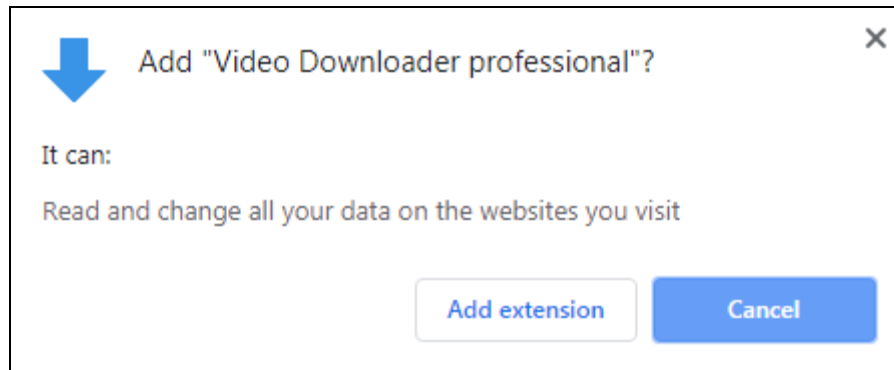 Add "Video Downloader professional"?
It can:
Read and change all your data on the websites you visit
Add extension
Cancel